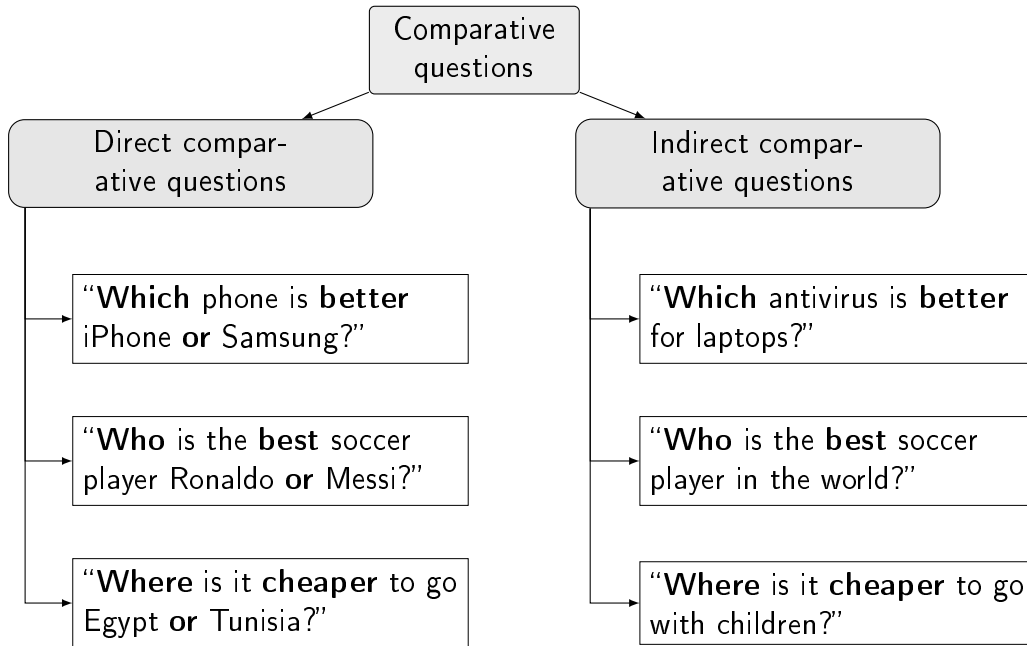 Comparative
questions
Direct compar-
ative questions
“Which phone is better
iPhone or Samsung?”
“Who is the best soccer
player Ronaldo or Messi?”
“Where is it cheaper to go
Egypt or Tunisia?”
Indirect compar-
ative questions
“Which antivirus is better
for laptops?”
“Who is the best soccer
player in the world?”
“Where is it cheaper to go
with children?”